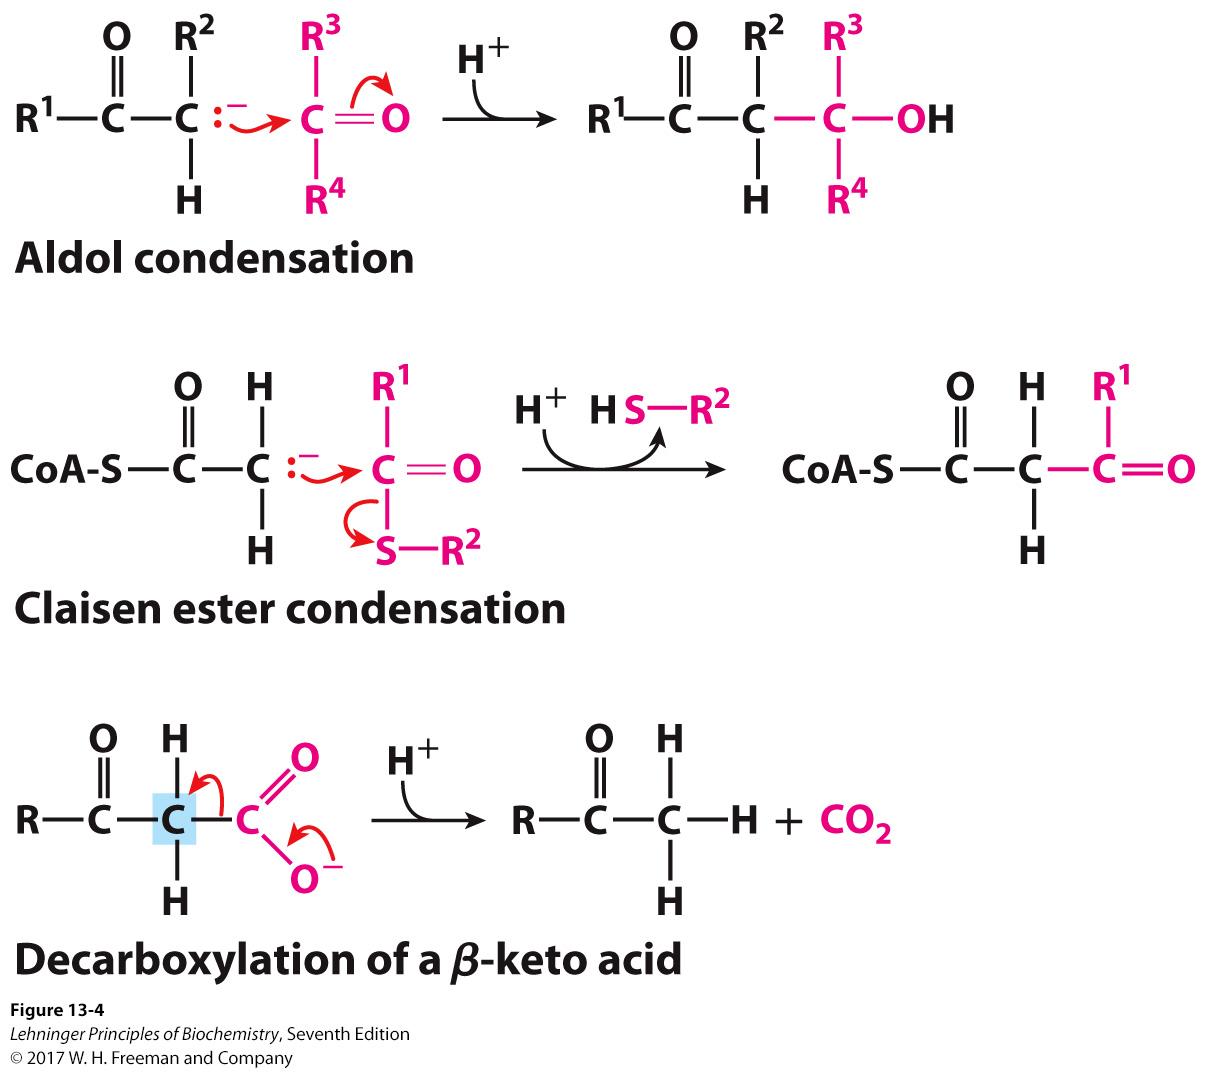 O R² R³ H⁺ O R² R³
R¹—C—C:⁻ C=O R¹—C—C—C—OH
H R⁴ H R⁴
Aldol condensation
O H R¹ H⁺ HS—R² O H R¹
CoA-S—C—C:⁻ C=O CoA-S—C—C—C=O
H S—R² H
Claisen ester condensation
O H O H⁺ O H
R—C—C—C R—C—C—H + CO₂
H O⁻ H
Decarboxylation of a β-keto acid
Figure 13-4
Lehninger Principles of Biochemistry, Seventh Edition
© 2017 W. H. Freeman and Company